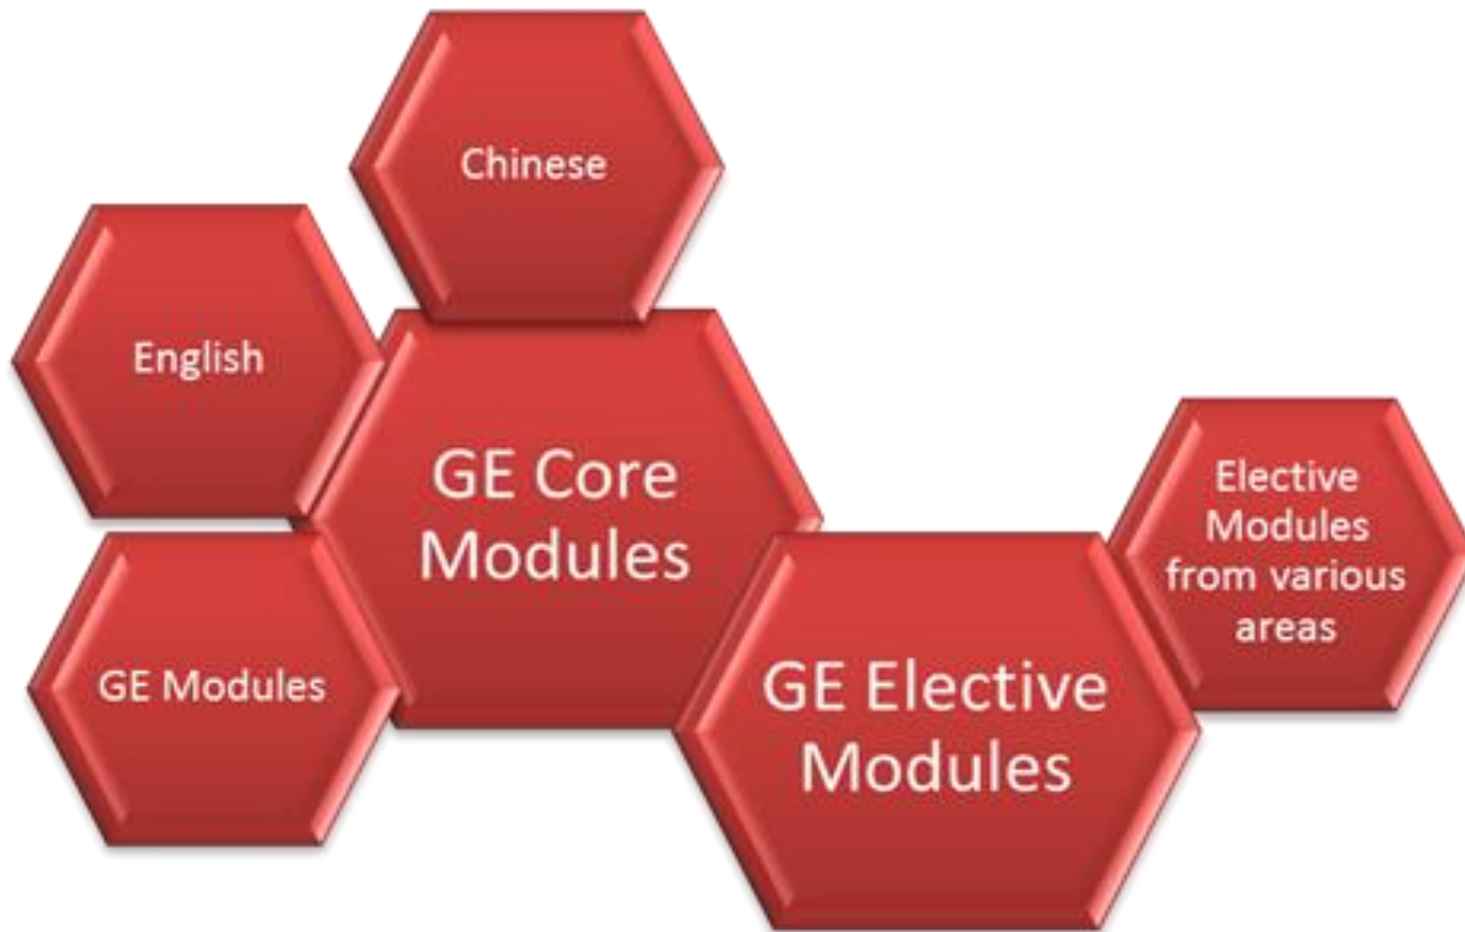 Chinese
English
GE Core
Modules
GE Modules
GE Elective
Modules
Elective
Modules
from various
areas